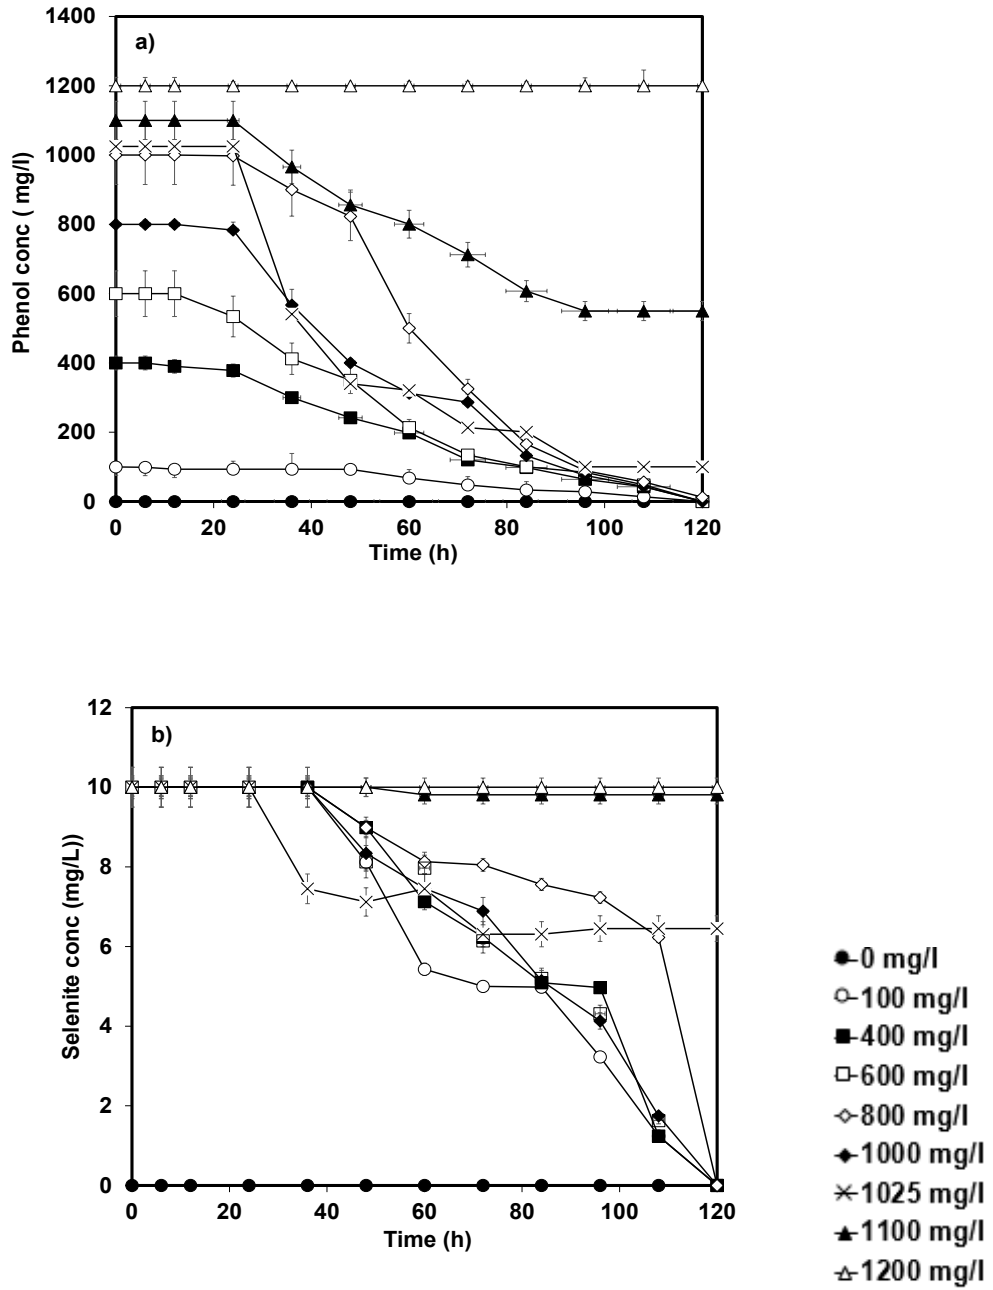 a)
Phenol conc ( mg/l)
1400
1200
1000
800
600
400
200
0
0 20 40 60 80 100 120
Time (h)
b)
Selenite conc (mg/L))
12
10
8
6
4
2
0
0 20 40 60 80 100 120
Time (h)
0 mg/l
100 mg/l
400 mg/l
600 mg/l
800 mg/l
1000 mg/l
1025 mg/l
1100 mg/l
1200 mg/l